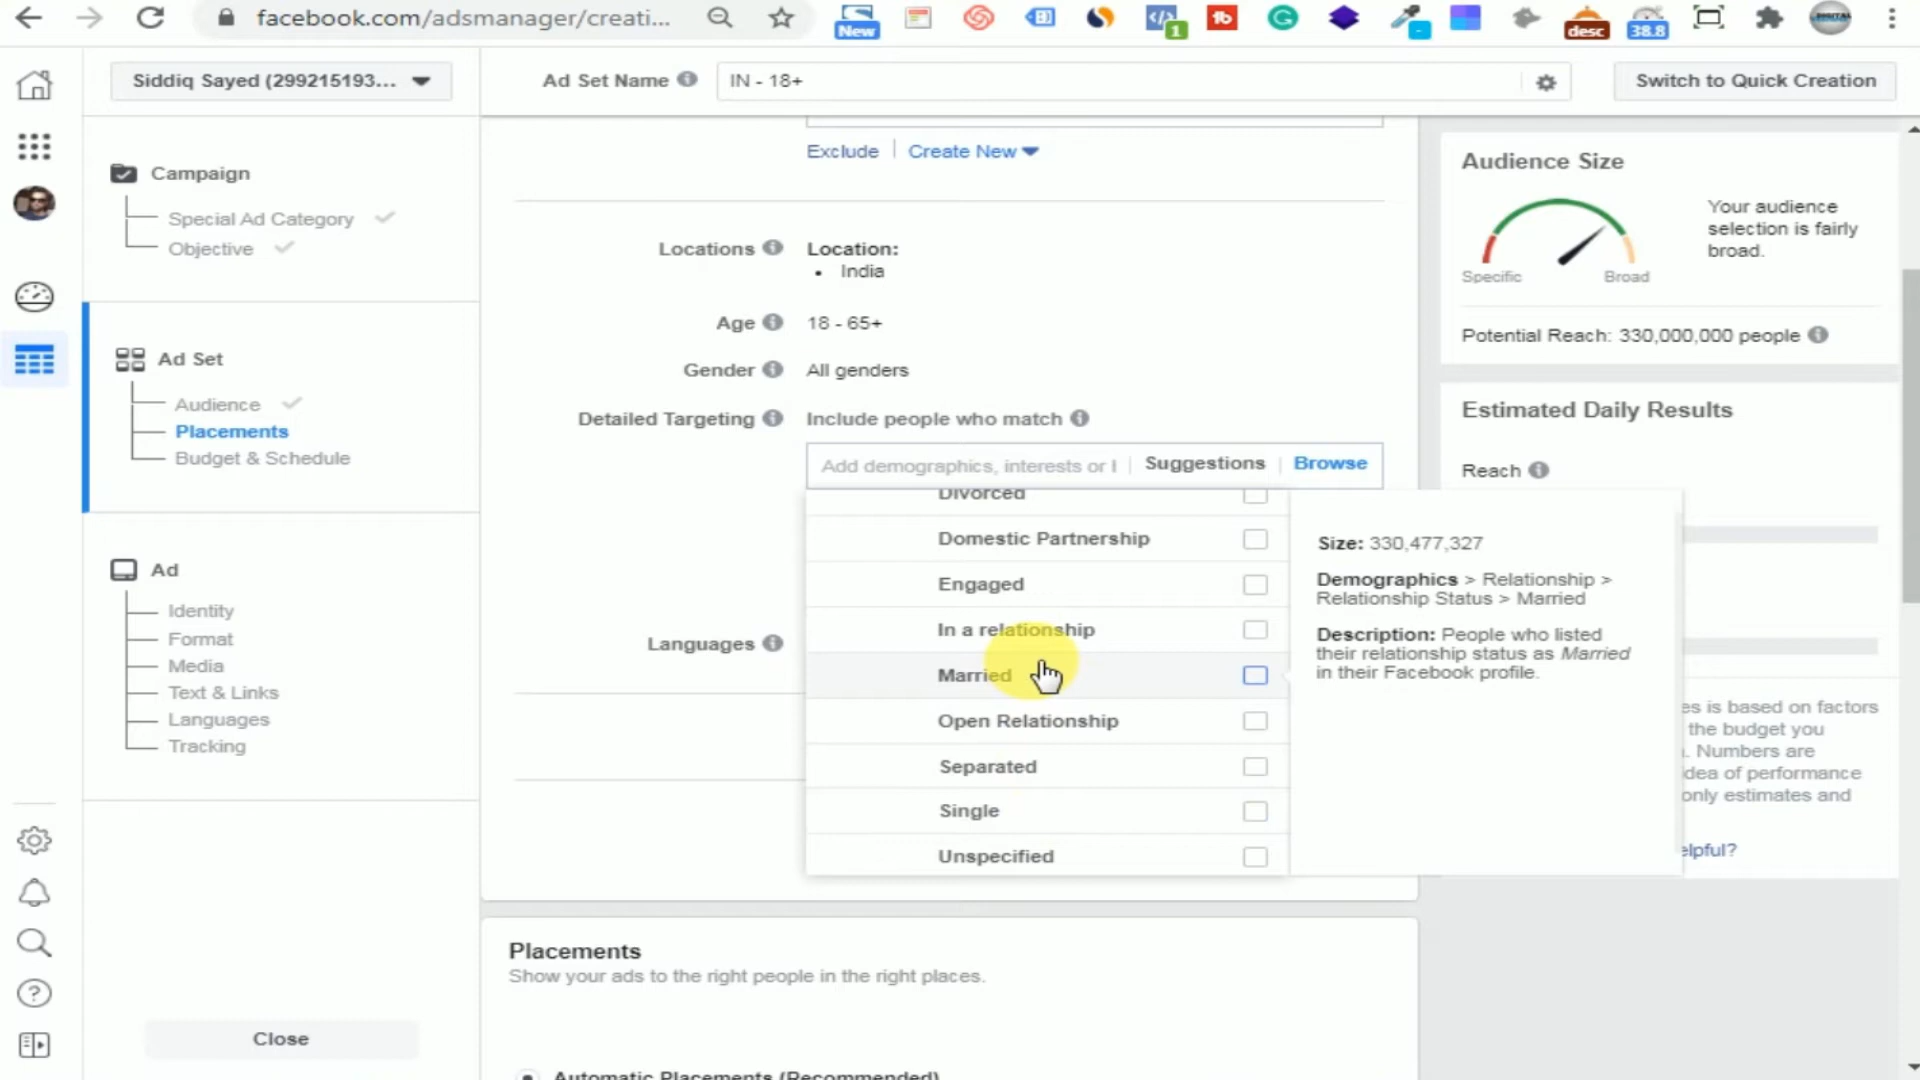 facebook.com/adsmanager/creati...
New
1
desc
38.8
Siddiq Sayed (299215193...
Ad Set Name
IN - 18+
Switch to Quick Creation
Campaign
Special Ad Category
Objective
Ad Set
Audience
Placements
Budget & Schedule
Ad
Identity
Format
Media
Text & Links
Languages
Tracking
Close
Exclude
Create New
Locations
Location:
• India
Age
18 - 65+
Gender
All genders
Detailed Targeting
Include people who match
Add demographics, interests or
Suggestions
Browse
Divorced
Domestic Partnership
Engaged
In a relationship
Married
Open Relationship
Separated
Single
Unspecified
Languages
Size: 330,477,327
Demographics > Relationship >
Relationship Status > Married
Description: People who listed
their relationship status as Married
in their Facebook profile.
Placements
Show your ads to the right people in the right places.
Automatic Placements (Recommended)
Audience Size
Your audience
selection is fairly
broad.
Specific
Broad
Potential Reach: 330,000,000 people
Estimated Daily Results
Reach
es is based on factors
the budget you
. Numbers are
dea of performance
only estimates and
elpful?